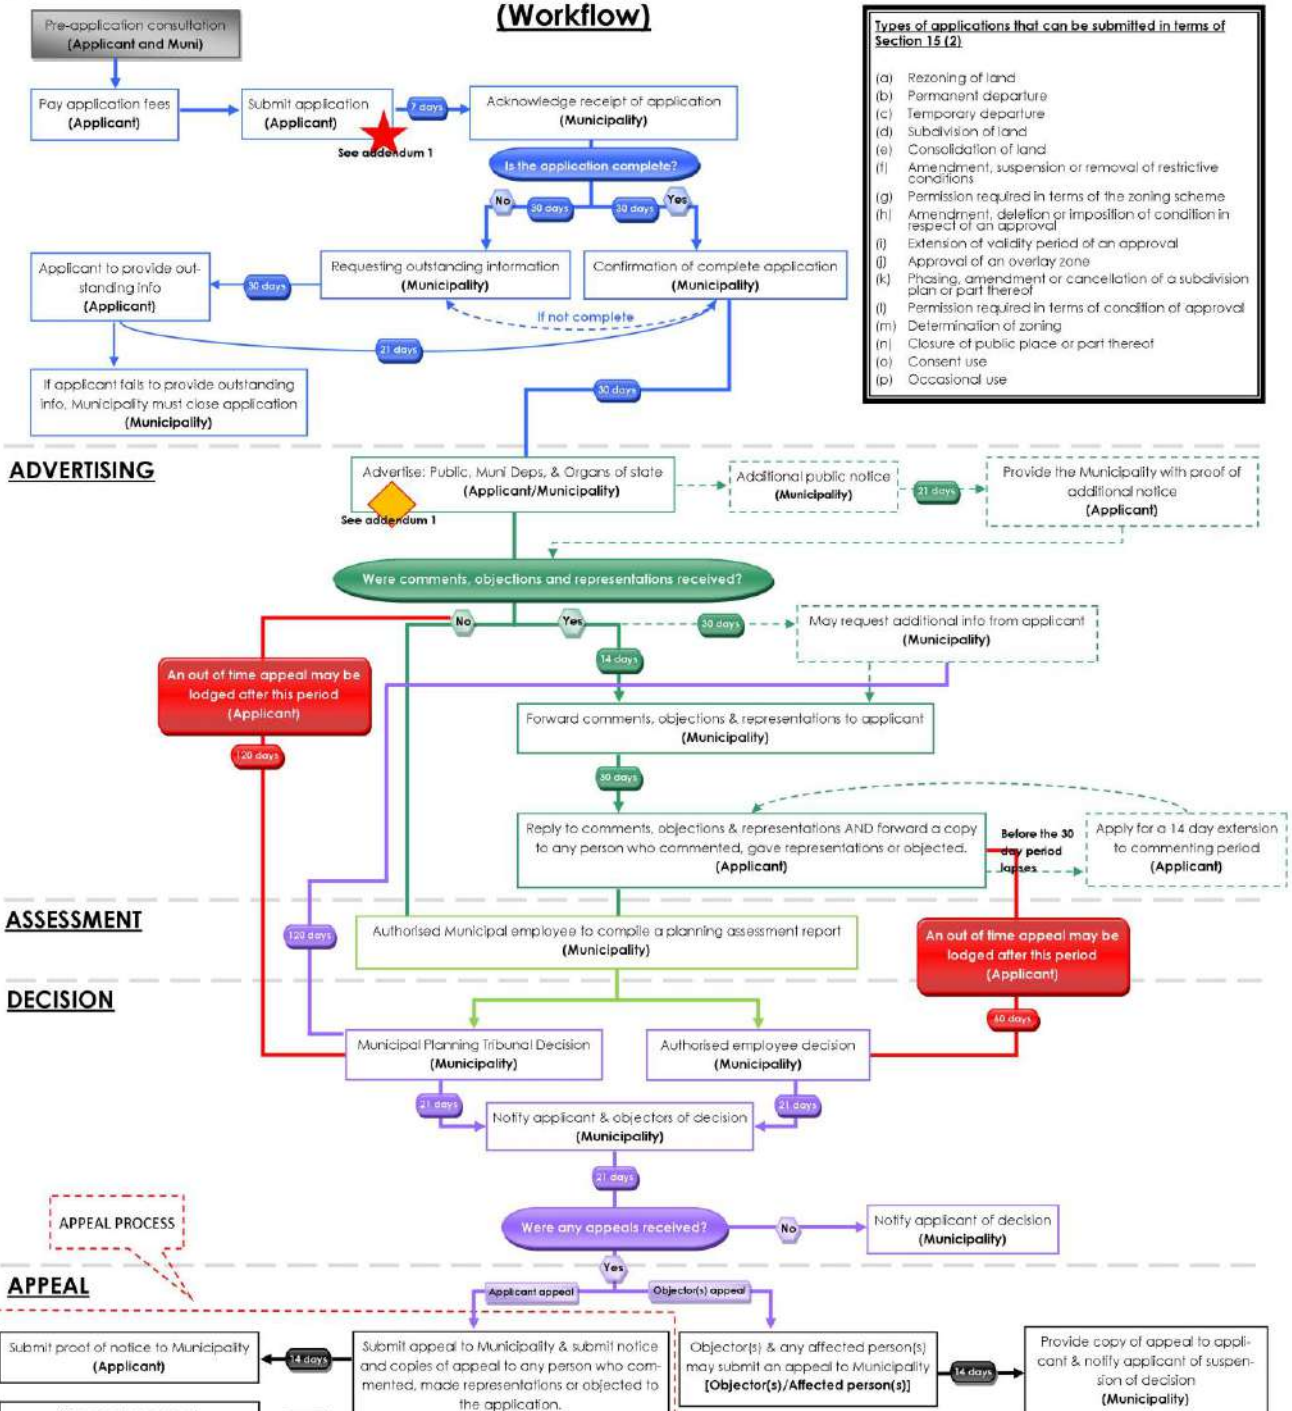 (Workflow)
Pre-application consultation
(Applicant and Muni)
Pay application fees
(Applicant)
Submit application
(Applicant)
See addendum 1
7 days
Acknowledge receipt of application
(Municipality)
Is the application complete?
No
30 days
30 days
Yes
Applicant to provide out-
standing info
(Applicant)
30 days
Requesting outstanding information
(Municipality)
Confirmation of complete application
(Municipality)
If not complete
21 days
If applicant fails to provide outstanding
info, Municipality must close application
(Municipality)
30 days
Types of applications that can be submitted in terms of
Section 15 (2)
(a) Rezoning of land
(b) Permanent departure
(c) Temporary departure
(d) Subdivision of land
(e) Consolidation of land
(f) Amendment, suspension or removal of restrictive
conditions
(g) Permission required in terms of the zoning scheme
(h) Amendment, deletion or imposition of condition in
respect of an approval
(i) Extension of validity period of an approval
(j) Approval of an overlay zone
(k) Phasing, amendment or cancellation of a subdivision
plan or part thereof
(l) Permission required in terms of condition of approval
(m) Determination of zoning
(n) Closure of public place or part thereof
(o) Consent use
(p) Occasional use
ADVERTISING
Advertise: Public, Muni Deps, & Organs of state
(Applicant/Municipality)
See addendum 1
Additional public notice
(Municipality)
21 days
Provide the Municipality with proof of
additional notice
(Applicant)
Were comments, objections and representations received?
No
Yes
30 days
May request additional info from applicant
(Municipality)
14 days
An out of time appeal may be
lodged after this period
(Applicant)
120 days
Forward comments, objections & representations to applicant
(Municipality)
30 days
Reply to comments, objections & representations AND forward a copy
to any person who commented, gave representations or objected.
(Applicant)
Before the 30
day period
lapses
Apply for a 14 day extension
to commenting period
(Applicant)
ASSESSMENT
120 days
Authorised Municipal employee to compile a planning assessment report
(Municipality)
An out of time appeal may be
lodged after this period
(Applicant)
60 days
DECISION
Municipal Planning Tribunal Decision
(Municipality)
Authorised employee decision
(Municipality)
21 days
21 days
Notify applicant & objectors of decision
(Municipality)
21 days
Were any appeals received?
No
Notify applicant of decision
(Municipality)
Yes
APPEAL PROCESS
APPEAL
Applicant appeal
Objector(s) appeal
Submit proof of notice to Municipality
(Applicant)
14 days
Submit appeal to Municipality & submit notice
and copies of appeal to any person who com-
mented, made representations or objected to
the application.
Objector(s) & any affected person(s)
may submit an appeal to Municipality
[Objector(s)/Affected person(s)]
14 days
Provide copy of appeal to appli-
cant & notify applicant of suspen-
sion of decision
(Municipality)